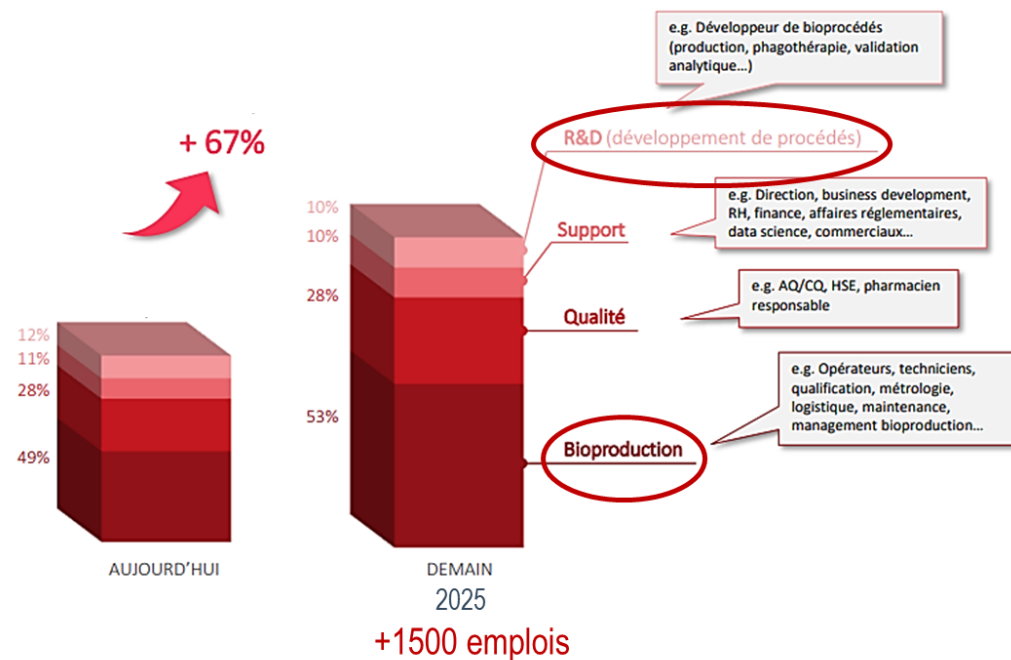 e.g. Développeur de bioprocédés
(production, phagothérapie, validation
analytique...)
+ 67%
R&D (développement de procédés)
e.g. Direction, business development,
RH, finance, affaires réglementaires,
data science, commerciaux...
10%
10%
Support
28%
e.g. AQ/CQ, HSE, pharmacien
responsable
Qualité
12%
11%
28%
e.g. Opérateurs, techniciens,
qualification, métrologie,
logistique, maintenance,
management bioproduction...
53%
49%
Bioproduction
AUJOURD'HUI
DEMAIN
2025
+1500 emplois